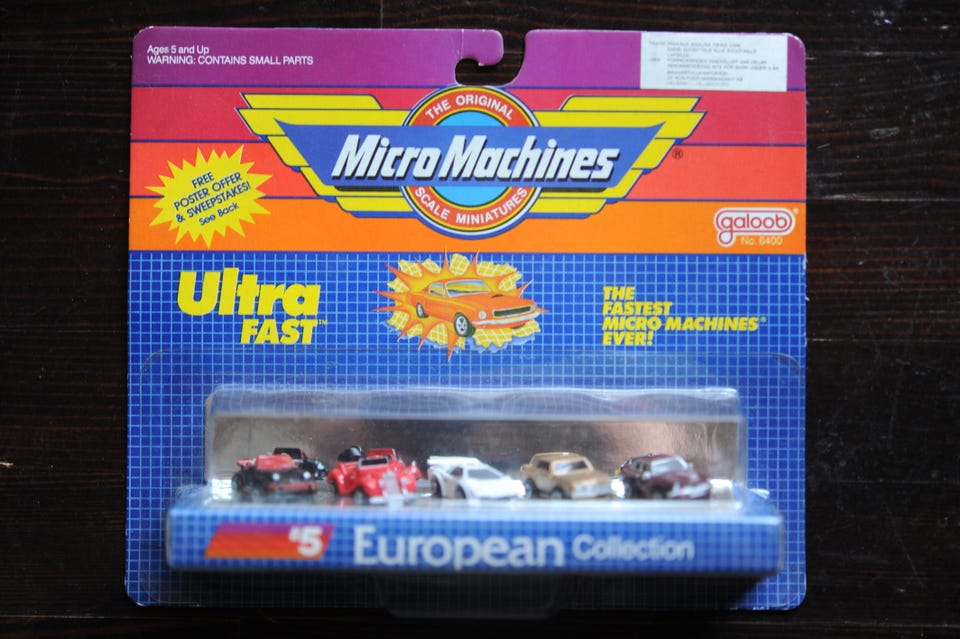 Ages 5 and Up
WARNING: CONTAINS SMALL PARTS
THE ORIGINAL
Micro Machines®
SCALE MINIATURES
FREE
POSTER OFFER
& SWEEPSTAKES!
See Back
galoob®
No. 6400
Ultra
FAST™
THE
FASTEST
MICRO MACHINES®
EVER!
#5 European Collection